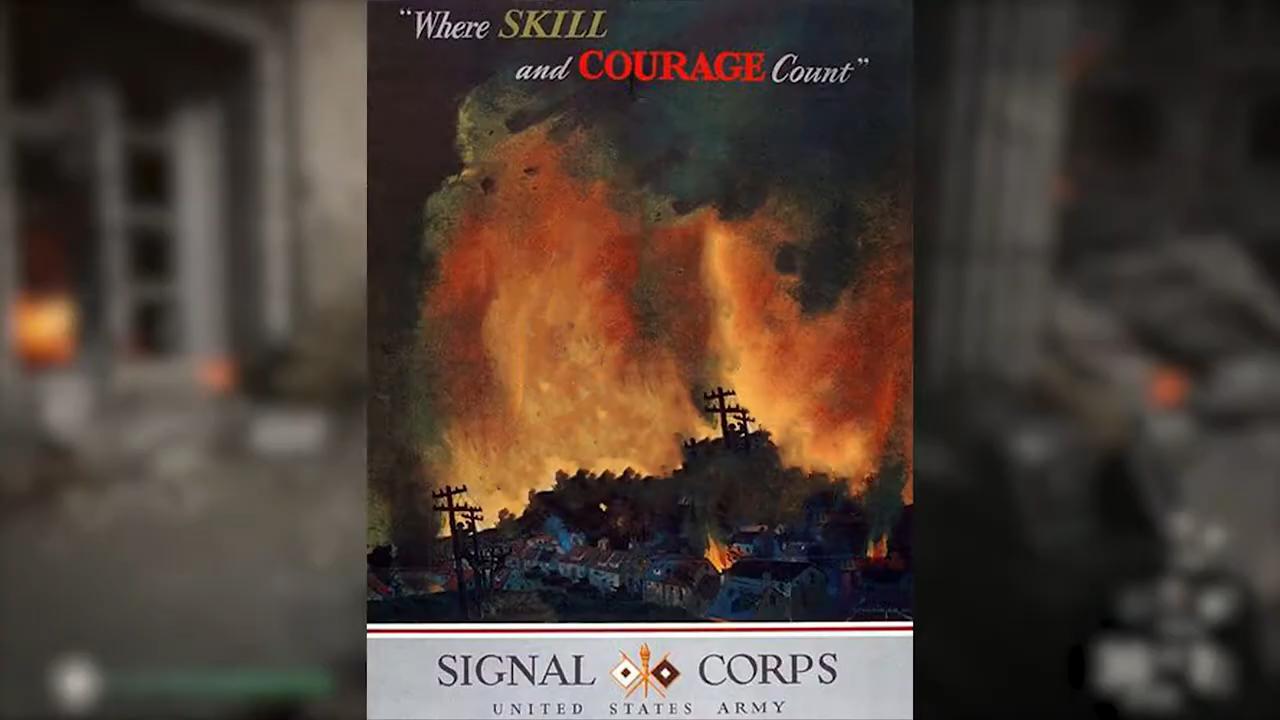 “Where SKILL
and COURAGE Count”
SIGNAL CORPS
UNITED STATES ARMY